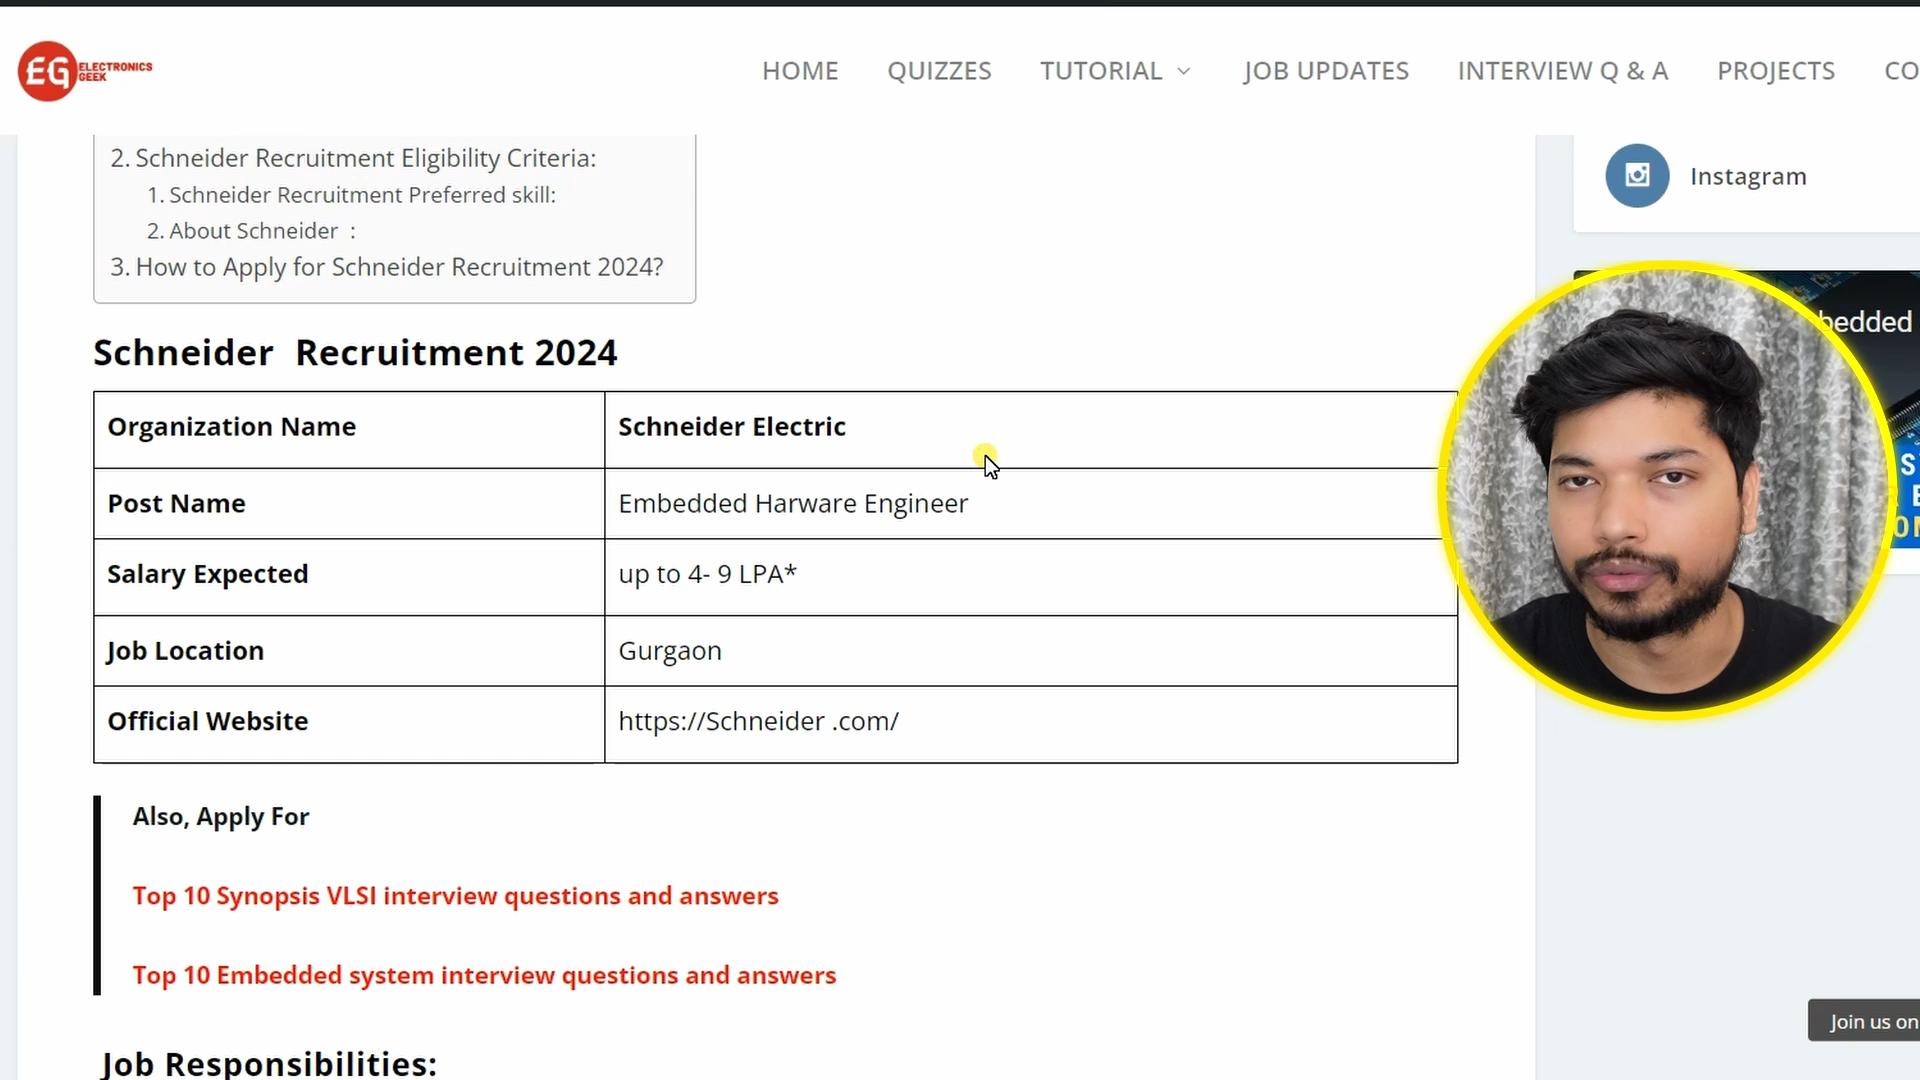 EG ELECTRONICS GEEK
HOME QUIZZES TUTORIAL JOB UPDATES INTERVIEW Q & A PROJECTS CO
2. Schneider Recruitment Eligibility Criteria:
1. Schneider Recruitment Preferred skill:
2. About Schneider :
3. How to Apply for Schneider Recruitment 2024?
Instagram
bedded
Schneider Recruitment 2024
Organization Name Schneider Electric
Post Name Embedded Harware Engineer
Salary Expected up to 4- 9 LPA*
Job Location Gurgaon
Official Website https://Schneider .com/
Also, Apply For
Top 10 Synopsis VLSI interview questions and answers
Top 10 Embedded system interview questions and answers
Join us on
Job Responsibilities: